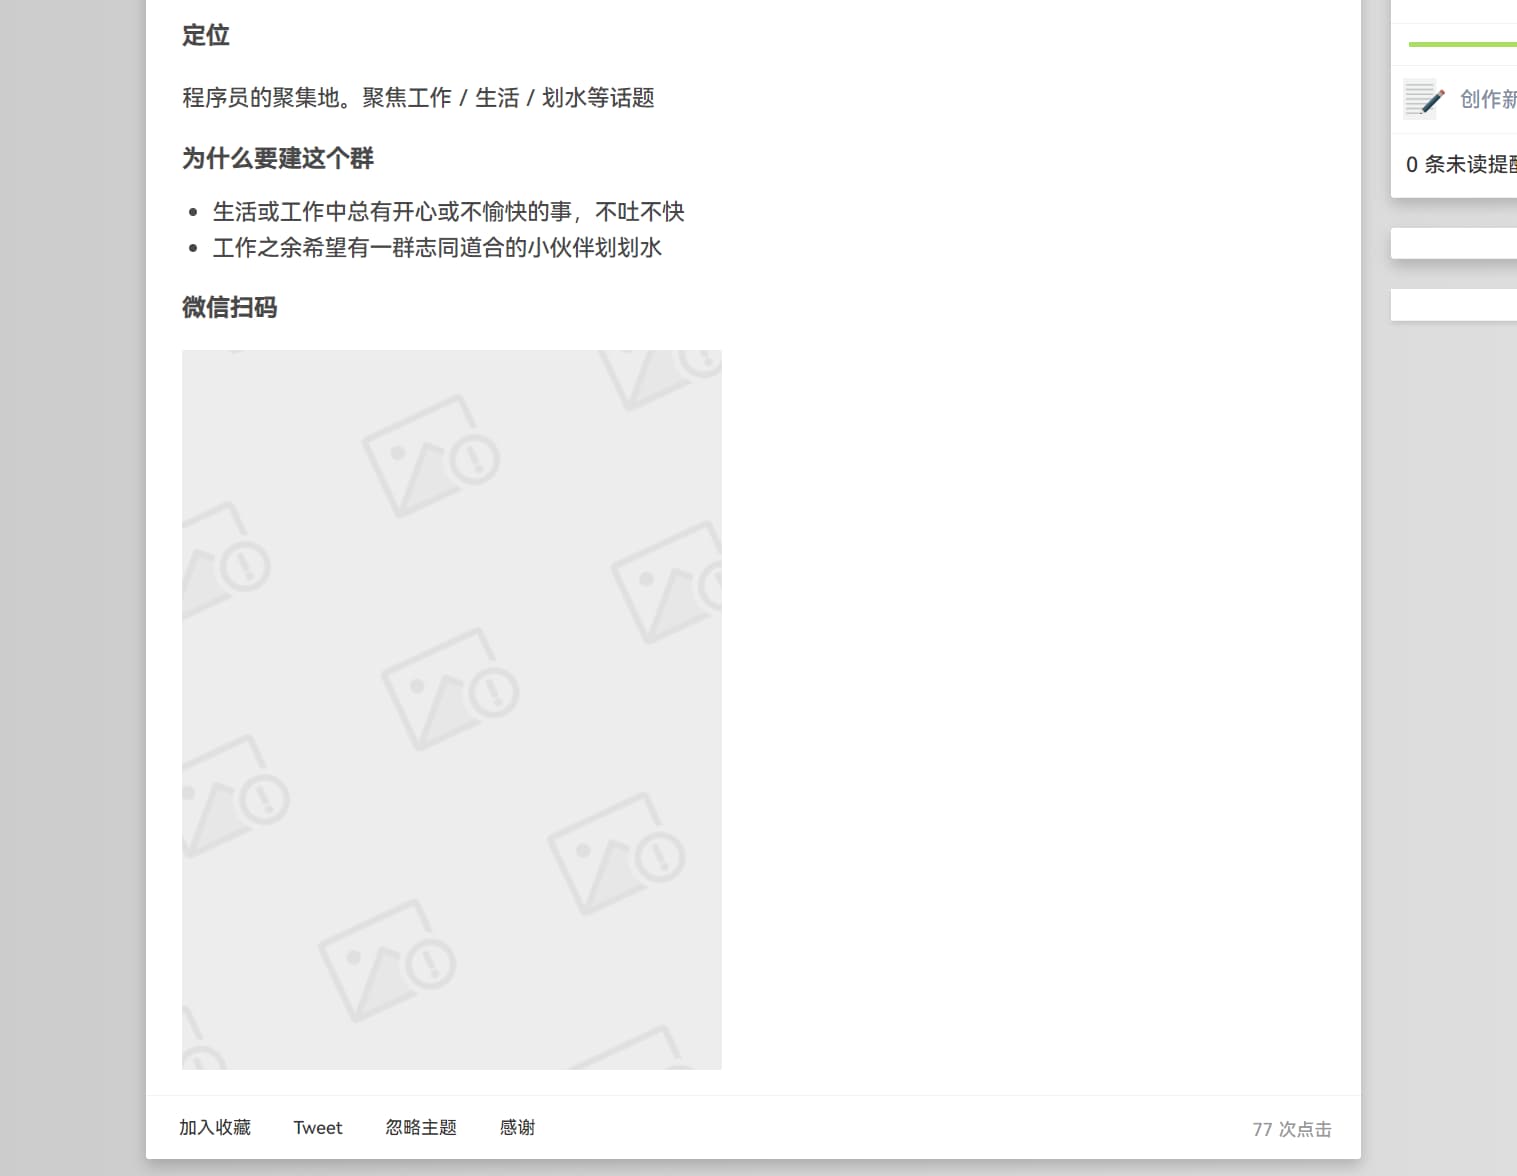 定位
程序员的聚集地。聚焦工作 / 生活 / 划水等话题
为什么要建这个群
生活或工作中总有开心或不愉快的事，不吐不快
工作之余希望有一群志同道合的小伙伴划划水
微信扫码
加入收藏 Tweet 忽略主题 感谢
77 次点击
创作新
0 条未读提醒